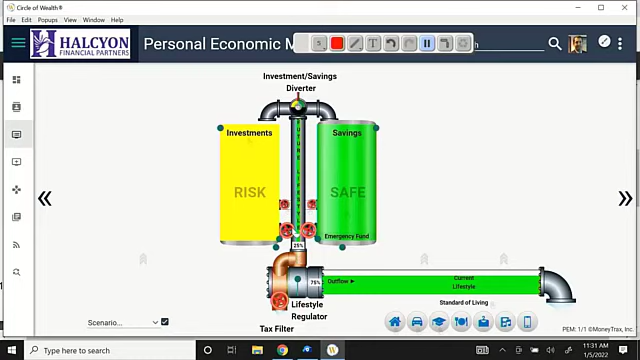 Circle of Wealth®
File Edit Popups View Window Help
HALCYON
FINANCIAL PARTNERS
Personal Economic M
h
Investment/Savings
Diverter
Investments
Savings
FUTURE LIFESTYL
RISK
SAFE
Emergency Fund
25%
75%
Outflow ►
Current
Lifestyle
Lifestyle
Regulator
Standard of Living
Tax Filter
Scenario...
PEM: 1/1 ©MoneyTrax, Inc.
Type here to search
11:31 AM
1/5/2022